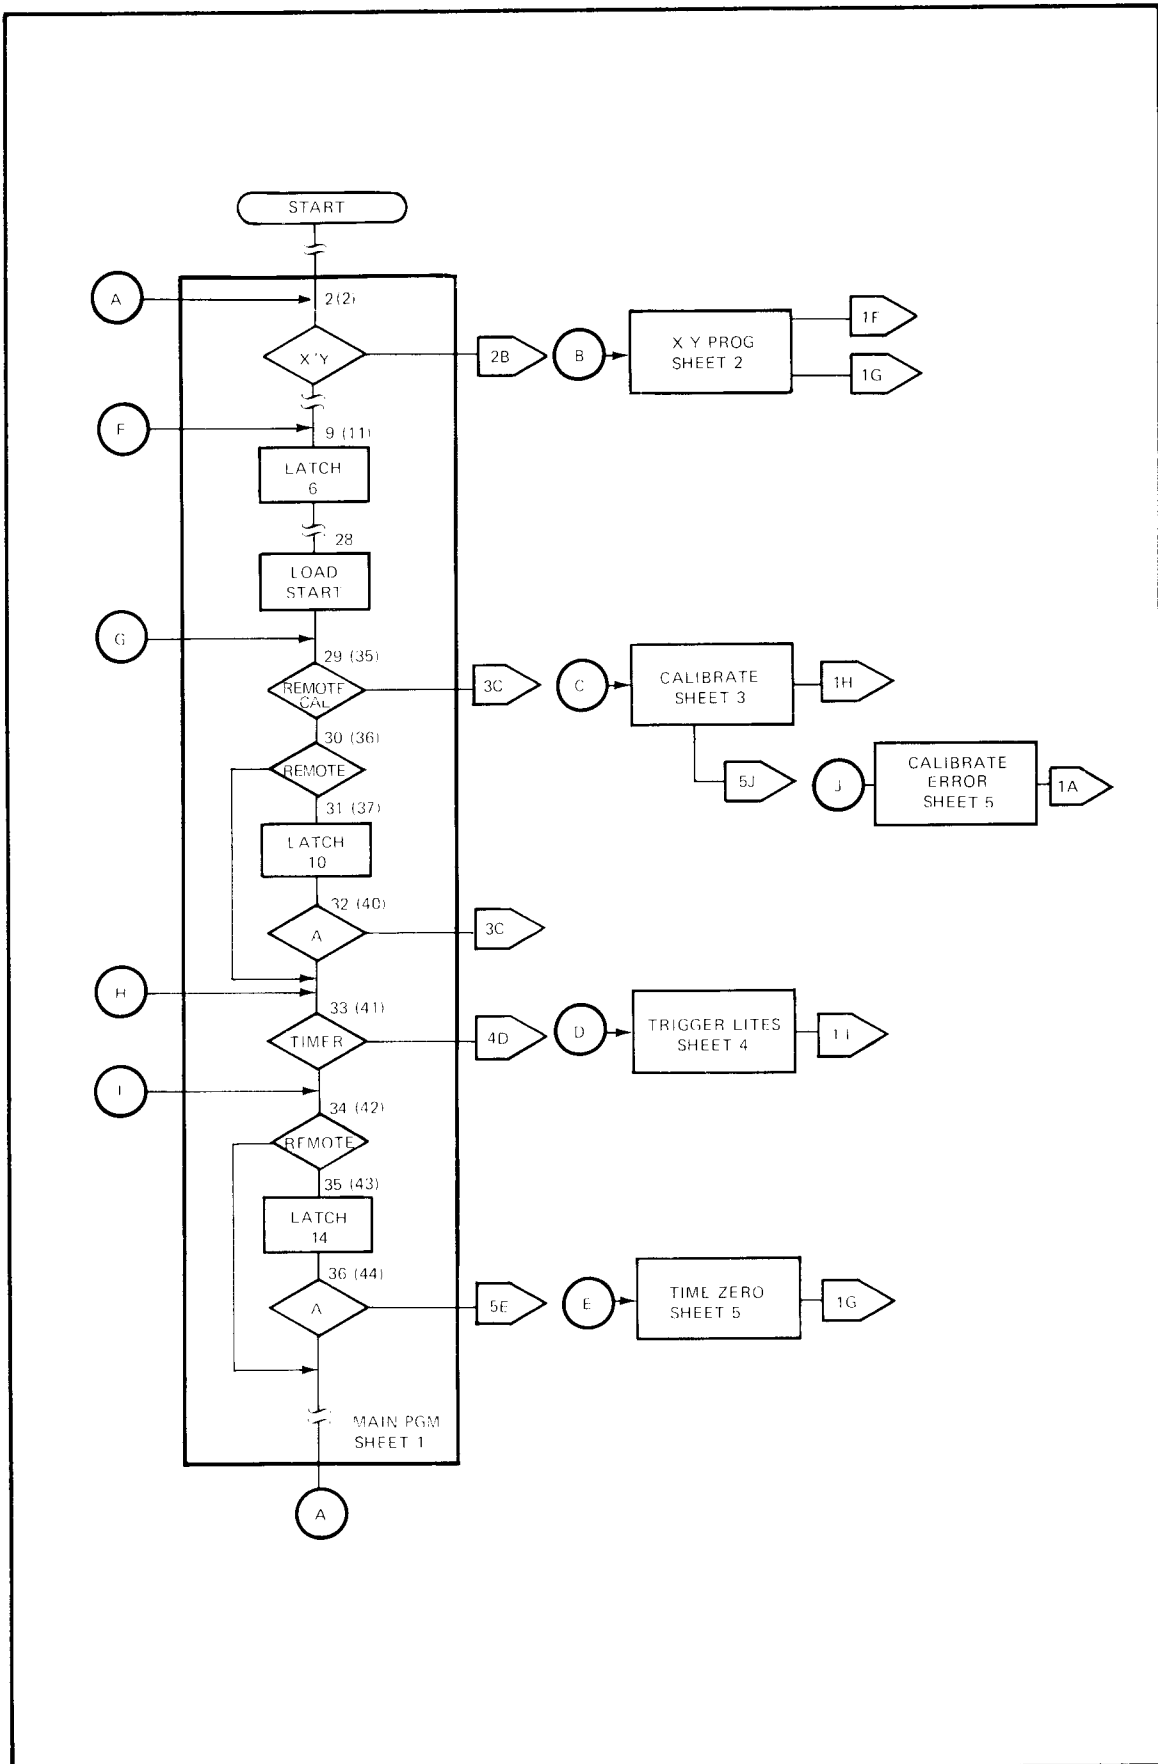 START
A
2(2)
X'Y
2B
B
X Y PROG
SHEET 2
1F
1G
F
9 (11)
LATCH
6
28
LOAD
START
G
29 (35)
REMOTE
CAL
3C
C
CALIBRATE
SHEET 3
1H
30 (36)
REMOTE
5J
J
CALIBRATE
ERROR
SHEET 5
1A
31 (37)
LATCH
10
32 (40)
A
3C
H
33 (41)
TIMER
4D
D
TRIGGER LITES
SHEET 4
1I
I
34 (42)
REMOTE
35 (43)
LATCH
14
36 (44)
A
5E
E
TIME ZERO
SHEET 5
1G
MAIN PGM
SHEET 1
A